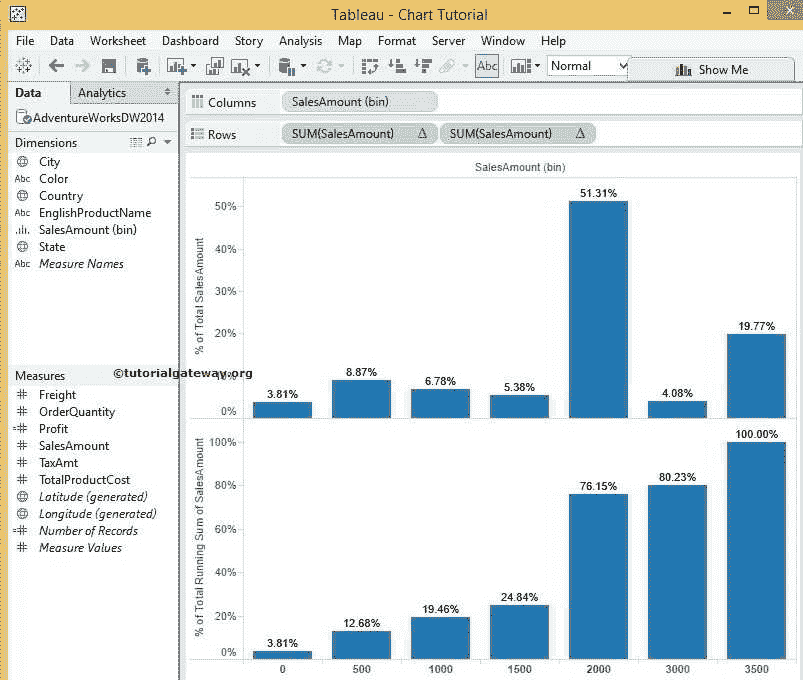 Tableau - Chart Tutorial
File Data Worksheet Dashboard Story Analysis Map Format Server Window Help
Abc Normal Show Me
Data Analytics
AdventureWorksDW2014
Dimensions
City
Abc Color
Country
Abc EnglishProductName
SalesAmount (bin)
State
Abc Measure Names
Measures
Freight
OrderQuantity
Profit
SalesAmount
TaxAmt
TotalProductCost
Latitude (generated)
Longitude (generated)
Number of Records
Measure Values
©tutorialgateway.org
Columns SalesAmount (bin)
Rows SUM(SalesAmount) Δ SUM(SalesAmount) Δ
SalesAmount (bin)
% of Total SalesAmount
50%
40%
30%
20%
10%
0%
3.81% 8.87% 6.78% 5.38% 51.31% 4.08% 19.77%
% of Total Running Sum of SalesAmount
100%
80%
60%
40%
20%
0%
3.81% 12.68% 19.46% 24.84% 76.15% 80.23% 100.00%
0 500 1000 1500 2000 3000 3500